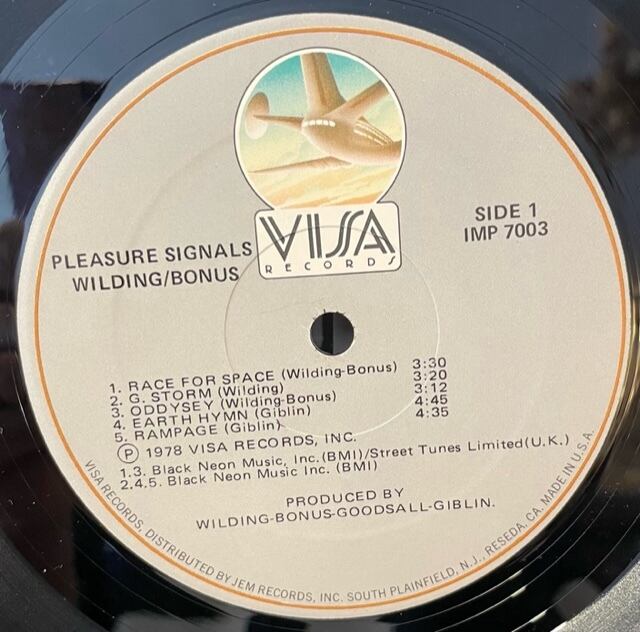 VISA
RECORDS
PLEASURE SIGNALS
WILDING/BONUS
SIDE 1
IMP 7003
1. RACE FOR SPACE (Wilding-Bonus) 3:30
2. G. STORM (Wilding) 3:20
3. ODDYSEY (Wilding-Bonus) 3:12
4. EARTH HYMN (Giblin) 4:45
5. RAMPAGE (Giblin) 4:35
Ⓟ 1978 VISA RECORDS, INC.
1.3. Black Neon Music, Inc.(BMI)/Street Tunes Limited(U.K.)
2.4.5. Black Neon Music Inc. (BMI)
PRODUCED BY
WILDING-BONUS-GOODSALL-GIBLIN.
VISA RECORDS, DISTRIBUTED BY JEM RECORDS, INC. SOUTH PLAINFIELD, N.J., RESEDA, CA. MADE IN U.S.A.